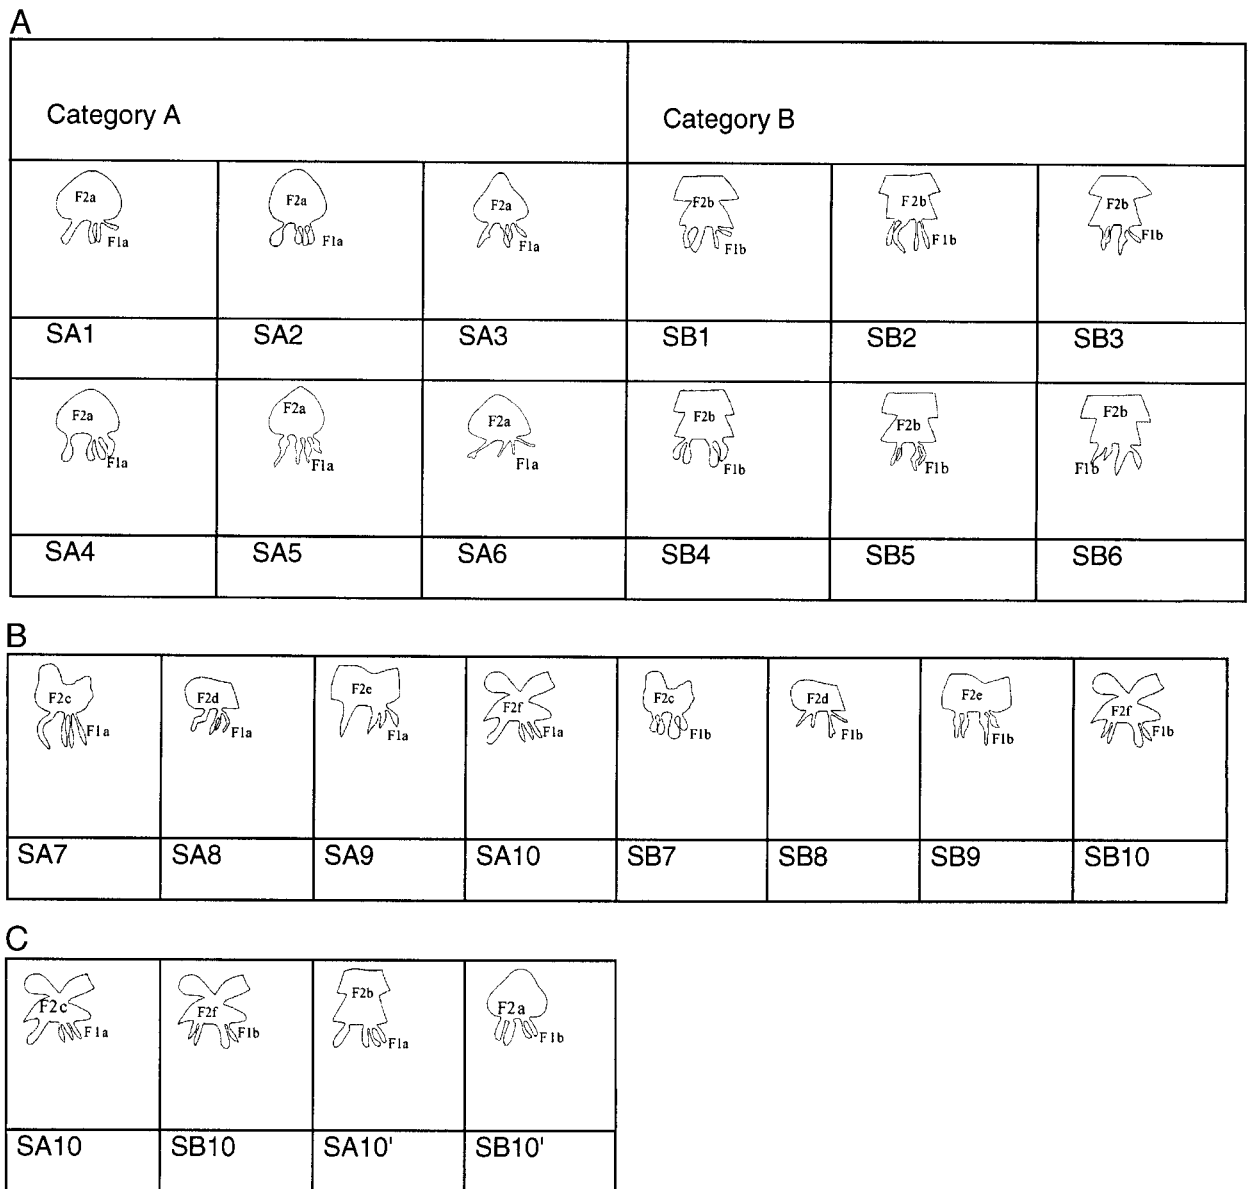 A
Category A Category B
F2a F2a F2a F2b F2b F2b
F1a F1a F1a F1b F1b F1b
SA1 SA2 SA3 SB1 SB2 SB3
F2a F2a F2a F2b F2b F2b
F1a F1a F1a F1b F1b F1b
SA4 SA5 SA6 SB4 SB5 SB6
B
F2c F2d F2e F2f F2c F2d F2e F2f
F1a F1a F1a F1a F1b F1b F1b F1b
SA7 SA8 SA9 SA10 SB7 SB8 SB9 SB10
C
F2c F2f F2b F2a
F1a F1b F1a F1b
SA10 SB10 SA10' SB10'